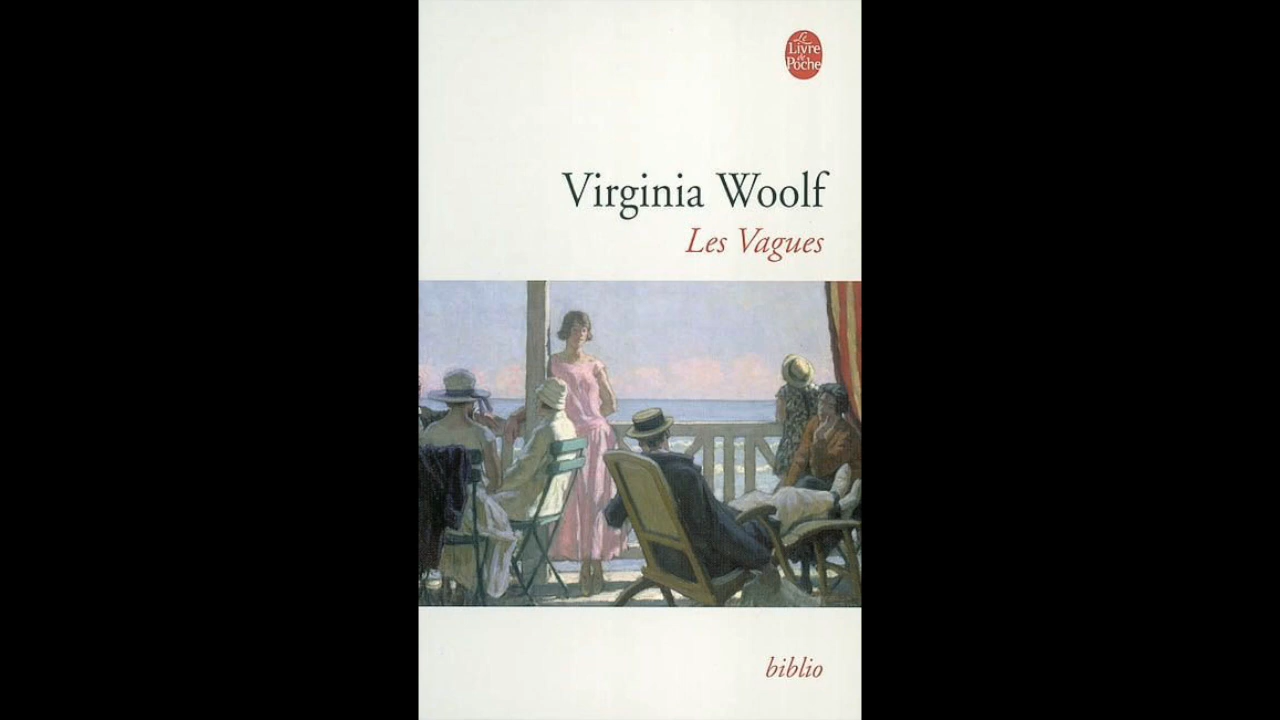 Le
Livre
de
Poche
Virginia Woolf
Les Vagues
biblio